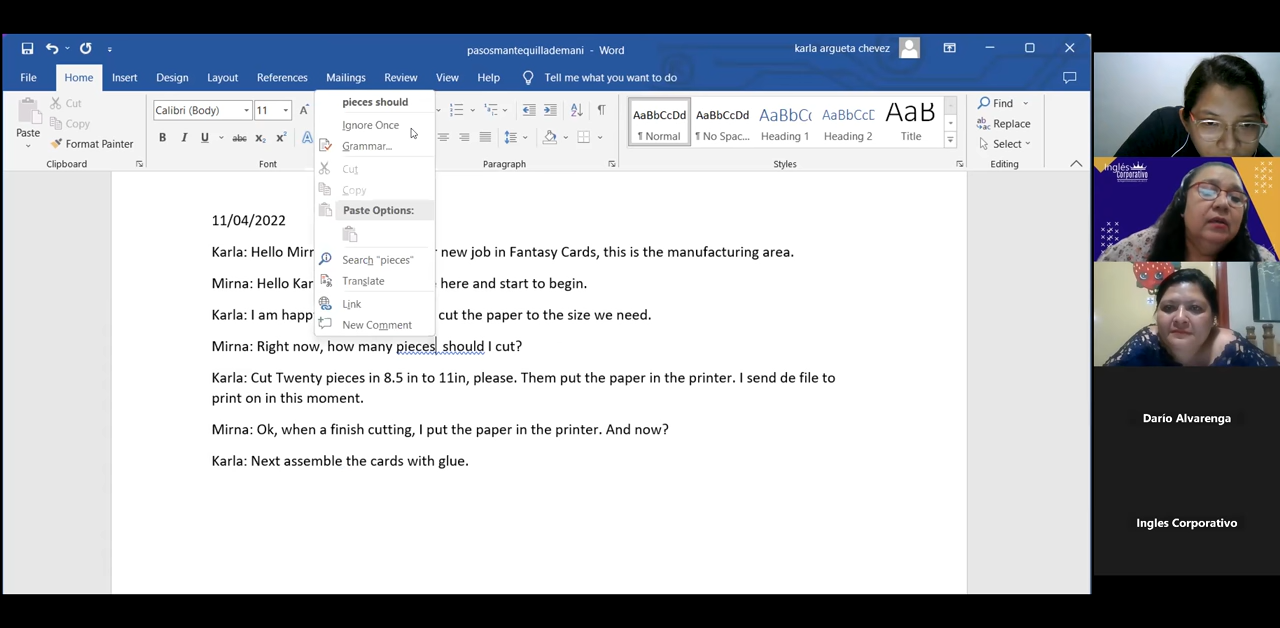 pasosmantequillademani - Word
karla argueta chevez
File Home Insert Design Layout References Mailings Review View Help Tell me what you want to do
Paste
Cut
Copy
Format Painter
Clipboard
Calibri (Body) 11
Font
Paragraph
AaBbCcDd
Normal
AaBbCcDd
No Spac...
AaBbCc
Heading 1
AaBbCcC
Heading 2
AaB
Title
Styles
Find
Replace
Select
Editing
pieces should
Ignore Once
Grammar...
Cut
Copy
Paste Options:
Search "pieces"
Translate
Link
New Comment
11/04/2022
Karla: Hello Mirn new job in Fantasy Cards, this is the manufacturing area.
Mirna: Hello Kar here and start to begin.
Karla: I am happ cut the paper to the size we need.
Mirna: Right now, how many pieces should I cut?
Karla: Cut Twenty pieces in 8.5 in to 11in, please. Them put the paper in the printer. I send de file to
print on in this moment.
Mirna: Ok, when a finish cutting, I put the paper in the printer. And now?
Karla: Next assemble the cards with glue.
Inglés
Corporativo
Darío Alvarenga
Ingles Corporativo